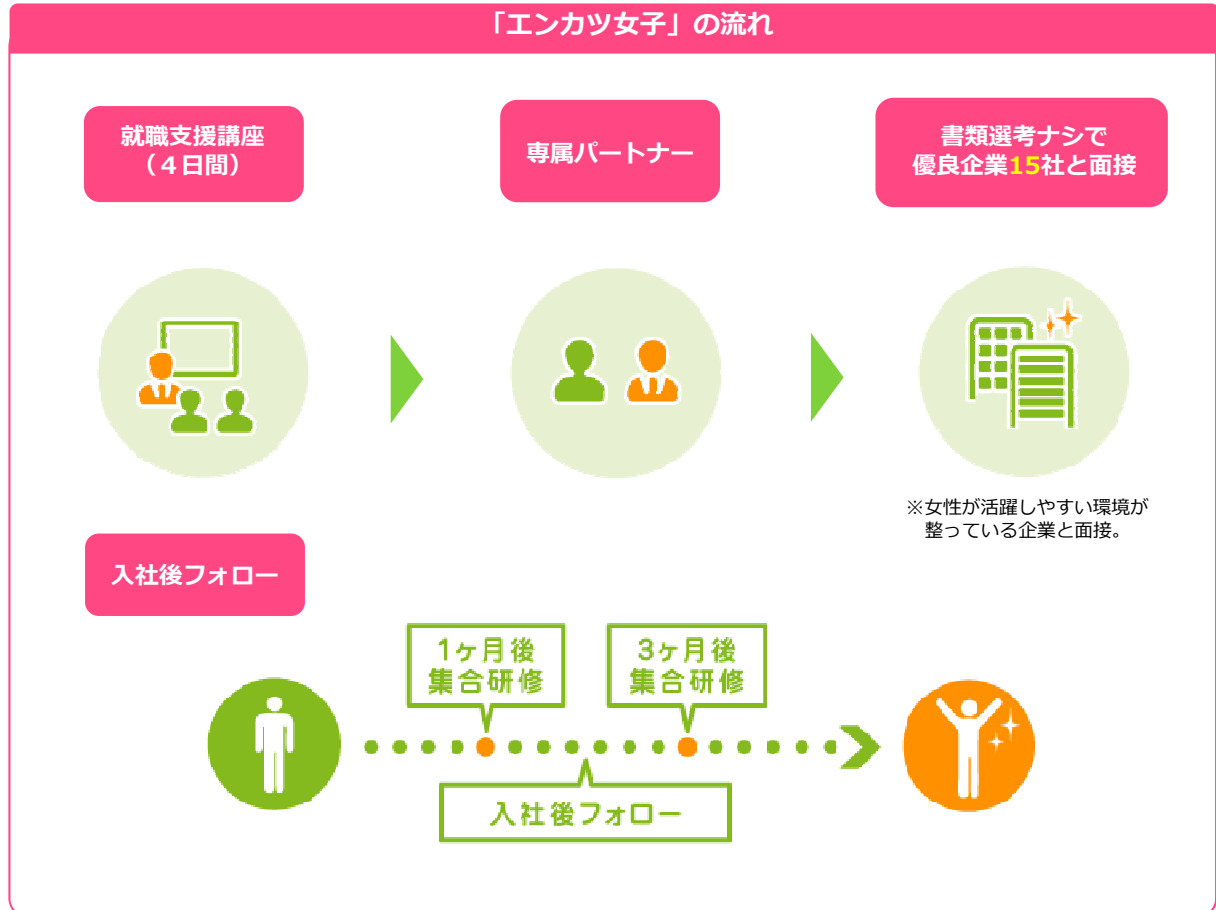 「エンカツ女子」の流れ
就職支援講座
（４日間）
専属パートナー
書類選考ナシで
優良企業15社と面接
※女性が活躍しやすい環境が
整っている企業と面接。
入社後フォロー
1ヶ月後
集合研修
3ヶ月後
集合研修
入社後フォロー